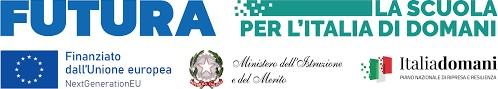 FUTURA
LA SCUOLA
PER L'ITALIA DI DOMANI
Finanziato
dall'Unione europea
NextGenerationEU
Ministero dell'Istruzione
e del Merito
Italiadomani
PIANO NAZIONALE DI RIPRESA E RESILIENZA